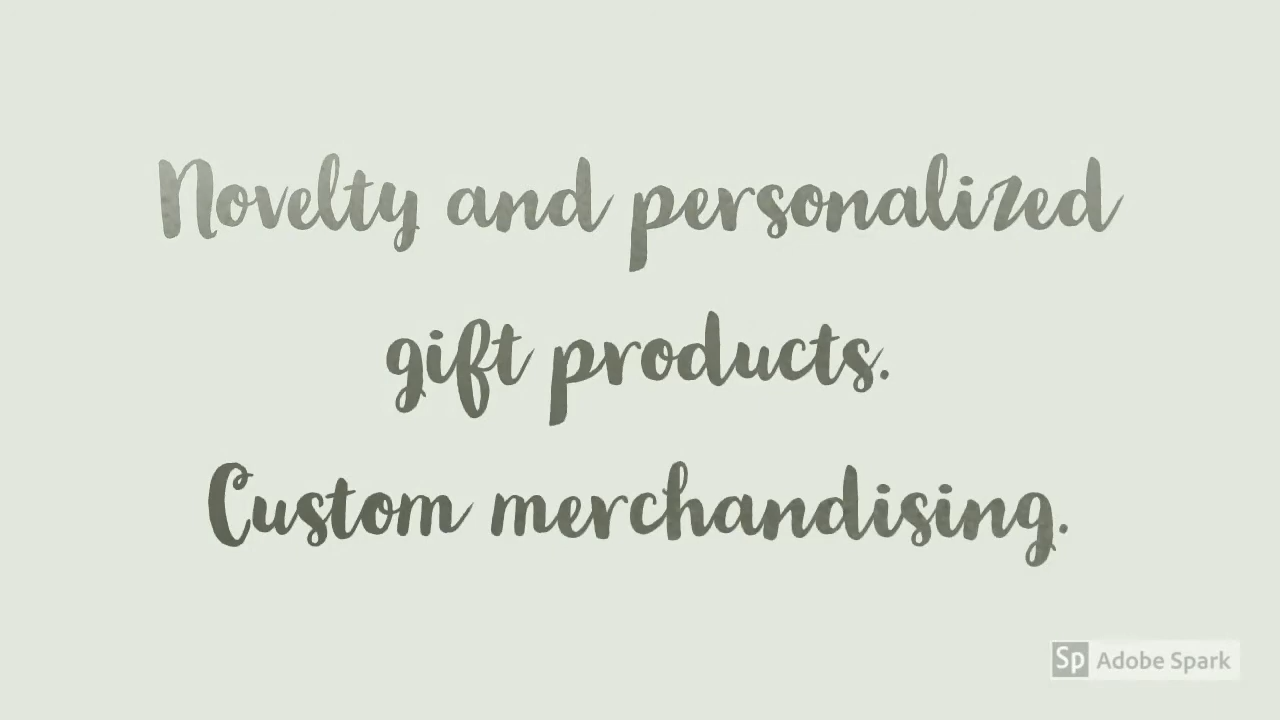 Novelty and personalized
gift products.
Custom merchandising.
Sp Adobe Spark